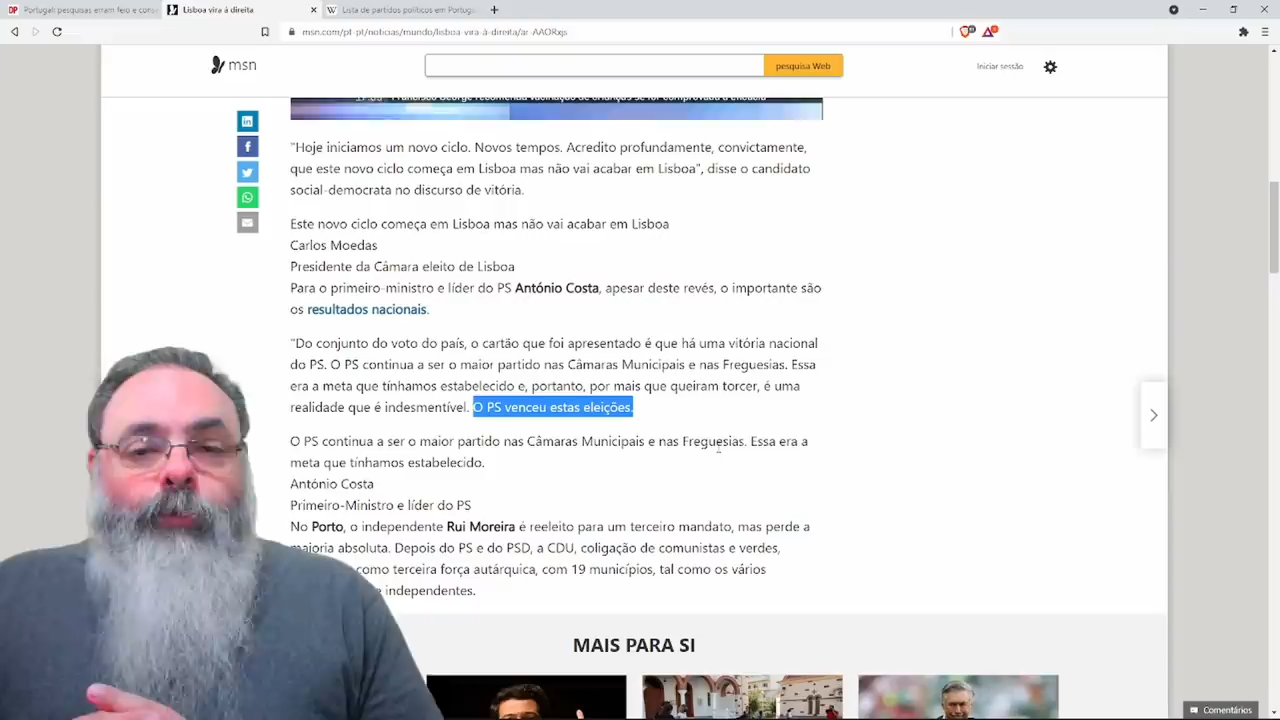 Portugal: pesquisas erram feio e cons
Lisboa vira à direita
Lista de partidos políticos em Portug
msn.com/pt-pt/noticias/mundo/lisboa-vira-à-direita/ar-AAORxjs
msn
pesquisa Web
Iniciar sessão
17:05 Francisco George recomenda vacinação de crianças se for comprovada a eficácia
"Hoje iniciamos um novo ciclo. Novos tempos. Acredito profundamente, convictamente,
que este novo ciclo começa em Lisboa mas não vai acabar em Lisboa", disse o candidato
social-democrata no discurso de vitória.
Este novo ciclo começa em Lisboa mas não vai acabar em Lisboa
Carlos Moedas
Presidente da Câmara eleito de Lisboa
Para o primeiro-ministro e líder do PS António Costa, apesar deste revés, o importante são
os resultados nacionais.
"Do conjunto do voto do país, o cartão que foi apresentado é que há uma vitória nacional
do PS. O PS continua a ser o maior partido nas Câmaras Municipais e nas Freguesias. Essa
era a meta que tínhamos estabelecido e, portanto, por mais que queiram torcer, é uma
realidade que é indesmentível. O PS venceu estas eleições.
O PS continua a ser o maior partido nas Câmaras Municipais e nas Freguesias. Essa era a
meta que tínhamos estabelecido.
António Costa
Primeiro-Ministro e líder do PS
No Porto, o independente Rui Moreira é reeleito para um terceiro mandato, mas perde a
maioria absoluta. Depois do PS e do PSD, a CDU, coligação de comunistas e verdes,
como terceira força autárquica, com 19 municípios, tal como os vários
independentes.
MAIS PARA SI
Comentários